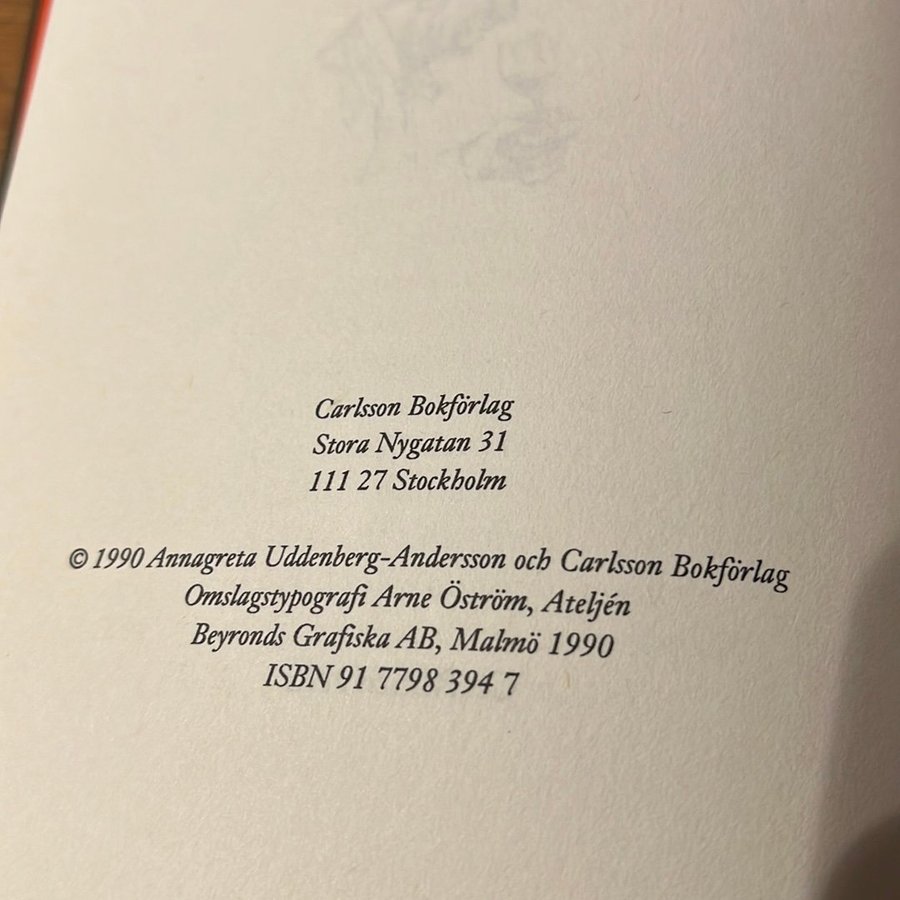 Carlsson Bokförlag
Stora Nygatan 31
111 27 Stockholm
© 1990 Annagreta Uddenberg-Andersson och Carlsson Bokförlag
Omslagstypografi Arne Öström, Ateljén
Beyronds Grafiska AB, Malmö 1990
ISBN 91 7798 394 7